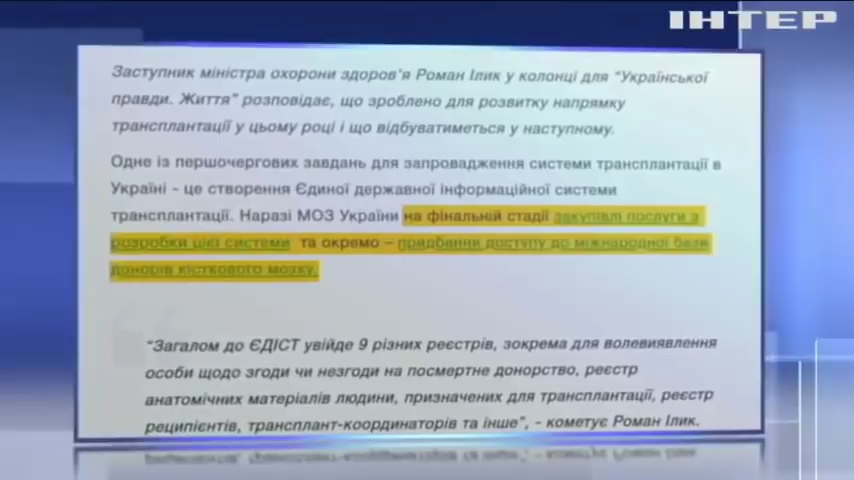 ІНТЕР
Заступник міністра охорони здоров'я Роман Ілик у колонці для "Української
правди. Життя" розповідає, що зроблено для розвитку напрямку
трансплантації у цьому році і що відбуватиметься у наступному.
Одне із першочергових завдань для запровадження системи трансплантації в
Україні - це створення Єдиної державної інформаційної системи
трансплантації. Наразі МОЗ України на фінальній стадії закупівлі послуги з
розробки цієї системи та окремо – придбання доступу до міжнародної бази
донорів кісткового мозку.
"Загалом до ЄДІСТ увійде 9 різних реєстрів, зокрема для волевиявлення
особи щодо згоди чи незгоди на посмертне донорство, реєстр
анатомічних матеріалів людини, призначених для трансплантації, реєстр
реципієнтів, трансплант-координаторів та інше", - кометує Роман Ілик.